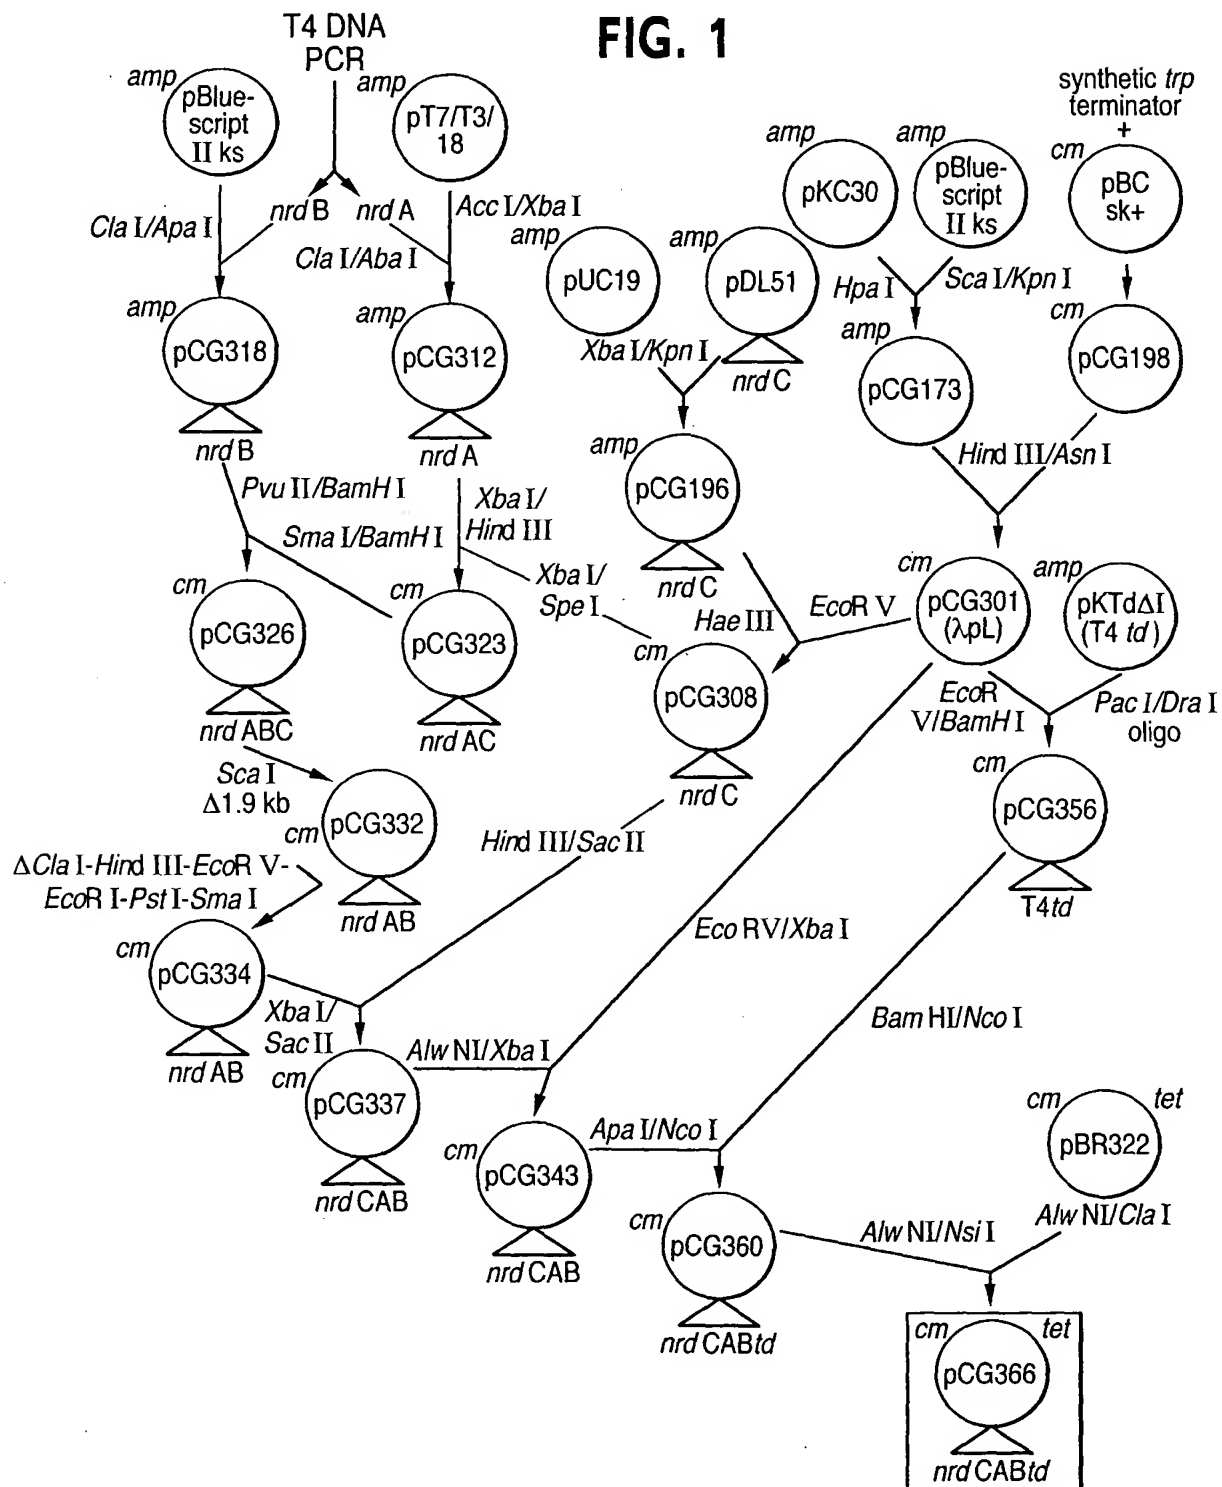 FIG. 1
T4 DNA
PCR
amp
pBlue-
script
II ks
amp
pT7/T3/
18
nrd B
nrd A
Cla I/Apa I
Acc I/Xba I
Cla I/Aba I
amp
pUC19
amp
pDL51
amp
pKC30
amp
pBlue-
script
II ks
synthetic trp
terminator
+
cm
pBC
sk+
Hpa I
Sca I/Kpn I
amp
pCG318
nrd B
amp
pCG312
nrd A
Xba I/Kpn I
nrd C
amp
pCG173
cm
pCG198
Hind III/Asn I
Pvu II/BamH I
Sma I/BamH I
Xba I/
Hind III
Xba I/
Spe I
amp
pCG196
nrd C
Hae III
EcoR V
cm
pCG301
(λpL)
amp
pKTdΔI
(T4 td)
cm
pCG326
nrd ABC
cm
pCG323
nrd AC
cm
pCG308
nrd C
EcoR
V/BamH I
Pac I/Dra I
oligo
cm
pCG356
T4td
Sca I
Δ1.9 kb
cm
pCG332
nrd AB
Hind III/Sac II
ΔCla I-Hind III-EcoR V-
EcoR I-Pst I-Sma I
Eco RV/Xba I
cm
pCG334
nrd AB
Xba I/
Sac II
Bam HI/Nco I
cm
pCG337
nrd CAB
Alw NI/Xba I
cm
pCG343
nrd CAB
Apa I/Nco I
cm
tet
pBR322
Alw NI/Cla I
cm
pCG360
nrd CABtd
Alw NI/Nsi I
cm
tet
pCG366
nrd CABtd